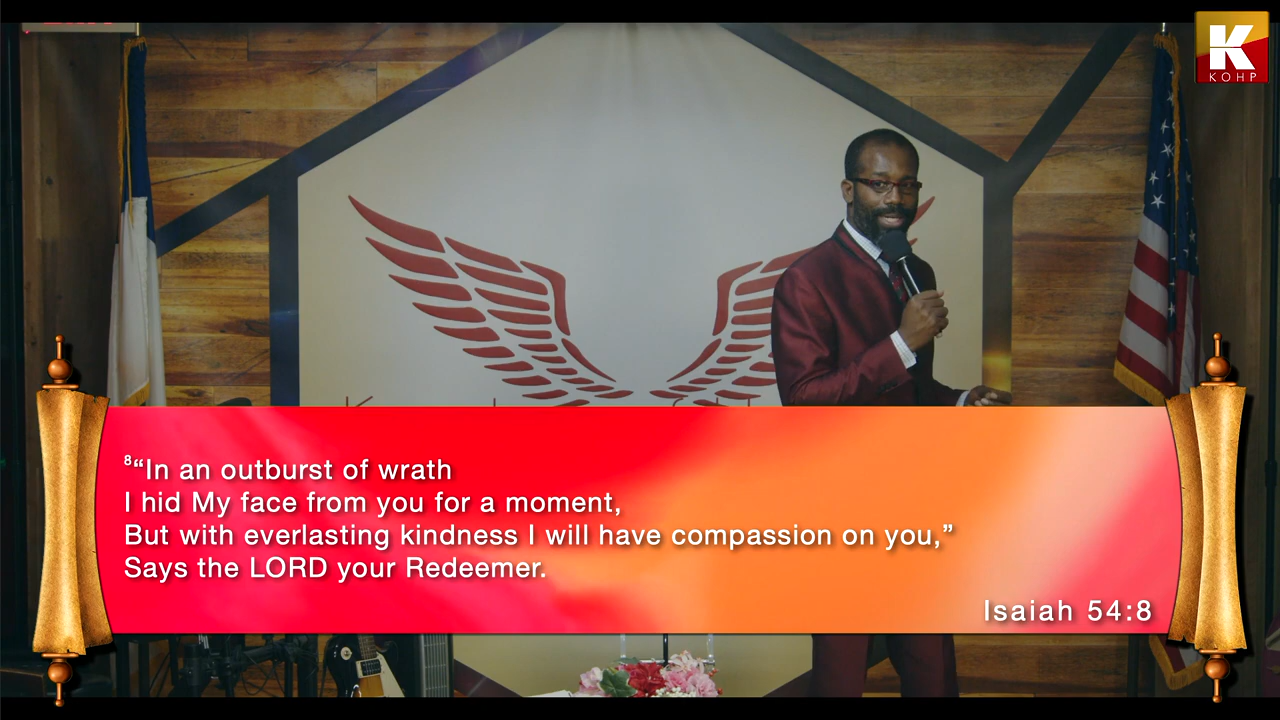 K
KOHP
⁸“In an outburst of wrath
I hid My face from you for a moment,
But with everlasting kindness I will have compassion on you,”
Says the LORD your Redeemer.
Isaiah 54:8